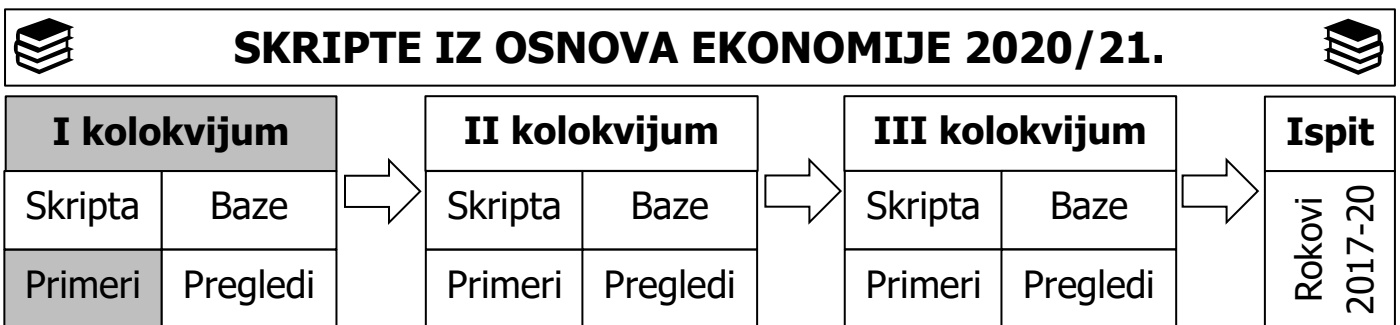 SKRIPTE IZ OSNOVA EKONOMIJE 2020/21.
I kolokvijum
II kolokvijum
III kolokvijum
Ispit
Skripta Baze
Skripta Baze
Skripta Baze
Rokovi
2017-20
Primeri Pregledi
Primeri Pregledi
Primeri Pregledi